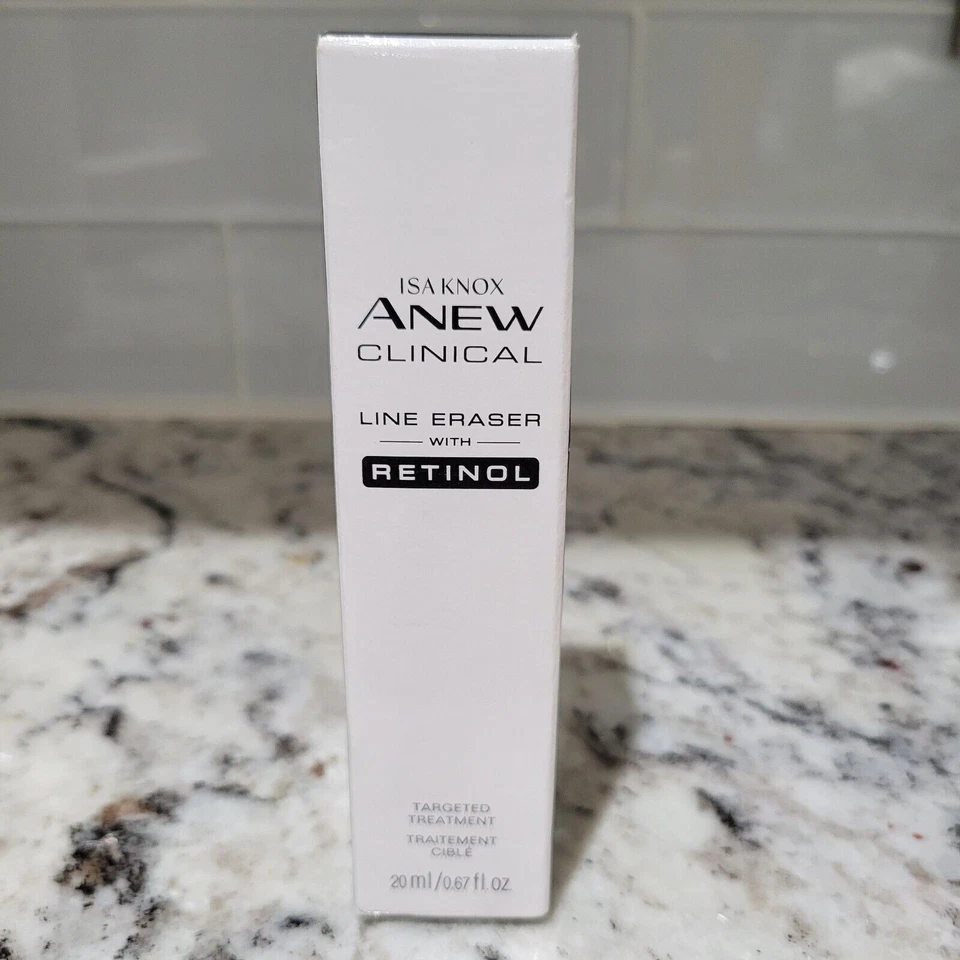 ISA KNOX
ANEW
CLINICAL
LINE ERASER
WITH
RETINOL
TARGETED
TREATMENT
TRAITEMENT
CIBLÉ
20 ml/0.67 fl. oz.